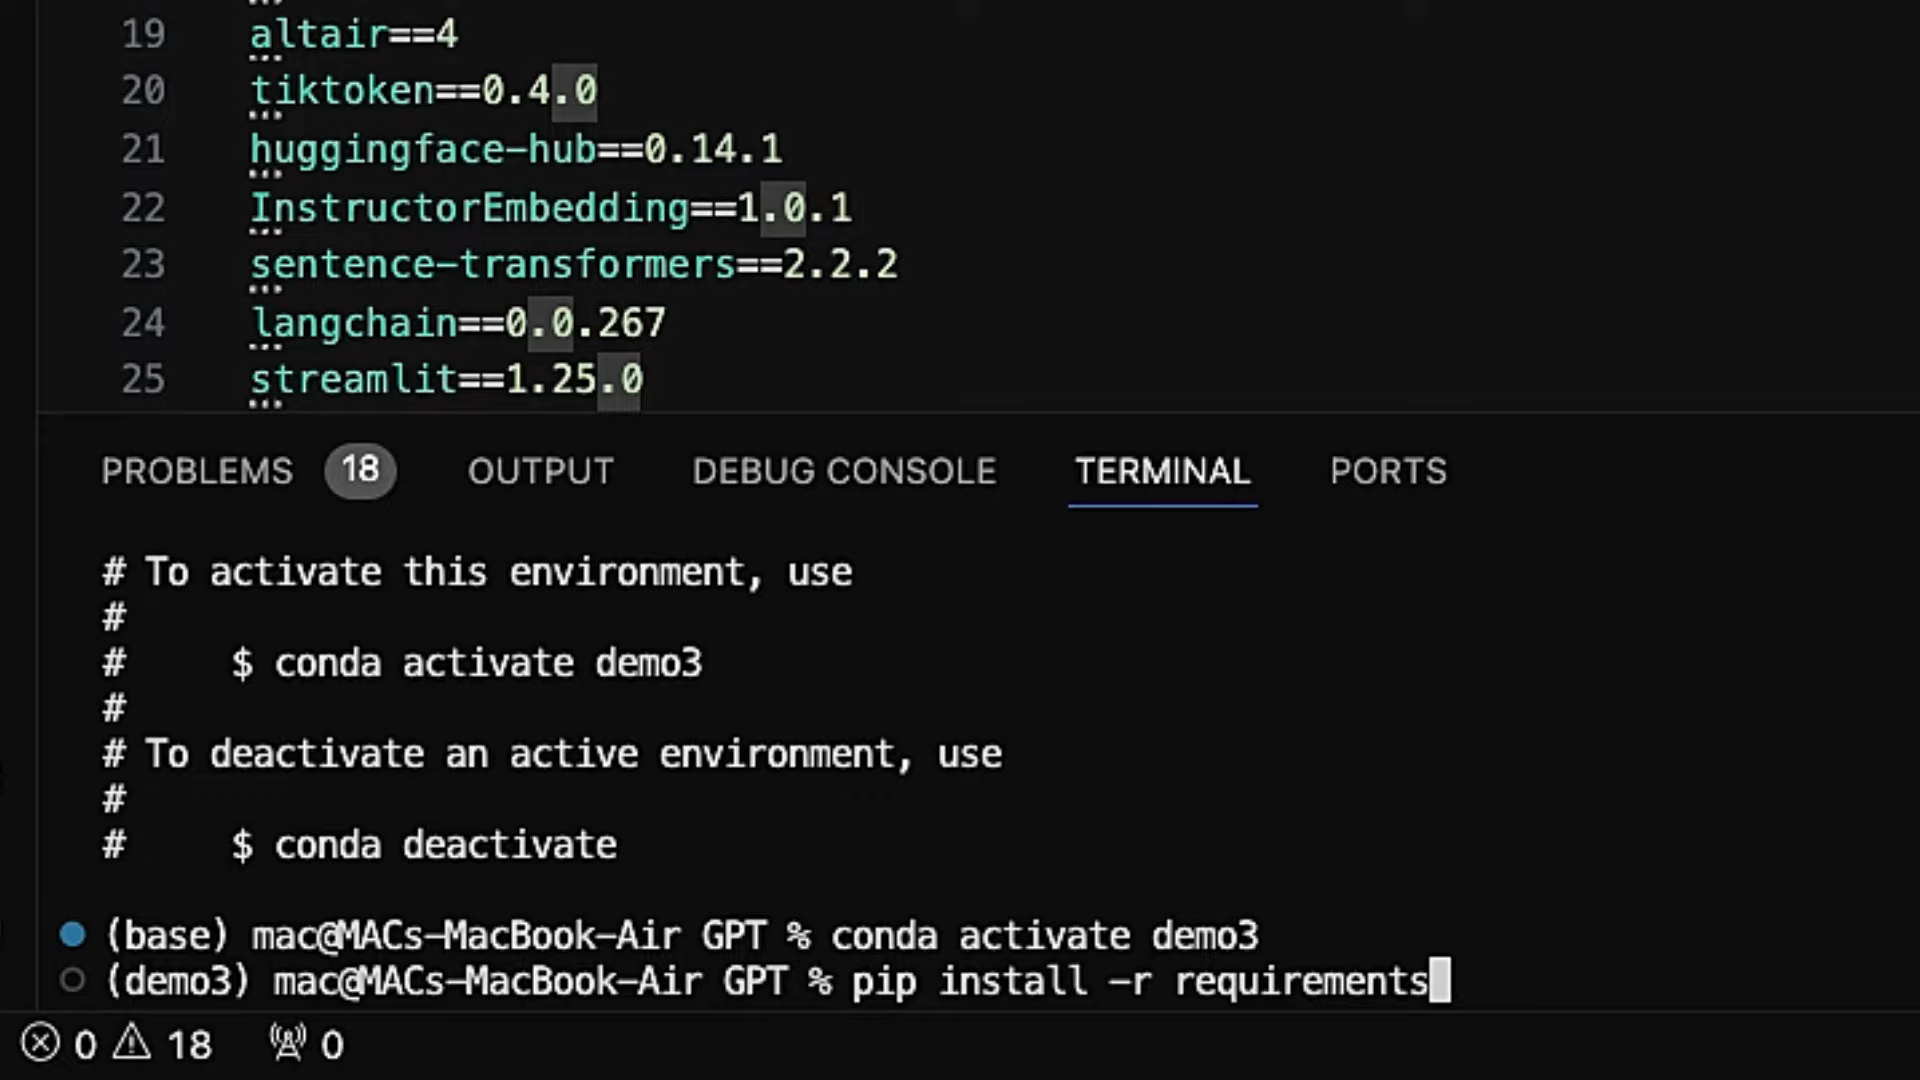 19 altair==4
20 tiktoken==0.4.0
21 huggingface-hub==0.14.1
22 InstructorEmbedding==1.0.1
23 sentence-transformers==2.2.2
24 langchain==0.0.267
25 streamlit==1.25.0
PROBLEMS 18 OUTPUT DEBUG CONSOLE TERMINAL PORTS
# To activate this environment, use
#
#     $ conda activate demo3
#
# To deactivate an active environment, use
#
#     $ conda deactivate
(base) mac@MACs-MacBook-Air GPT % conda activate demo3
(demo3) mac@MACs-MacBook-Air GPT % pip install -r requirements
0 18 0